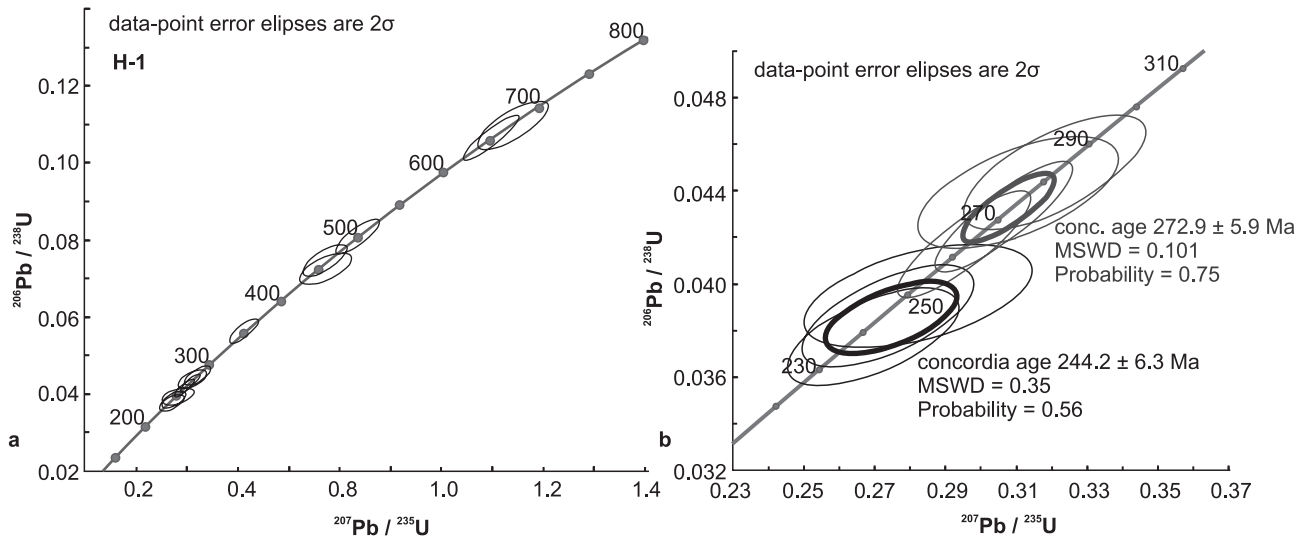 data-point error elipses are 2σ
H-1
800
700
600
500
400
300
200
0.12
0.10
0.08
0.06
0.04
0.02
0.2
0.4
0.6
0.8
1.0
1.2
1.4
206Pb / 238U
207Pb / 235U
a
data-point error elipses are 2σ
310
290
270
250
230
conc. age 272.9 ± 5.9 Ma
MSWD = 0.101
Probability = 0.75
concordia age 244.2 ± 6.3 Ma
MSWD = 0.35
Probability = 0.56
0.048
0.044
0.040
0.036
0.032
0.23
0.25
0.27
0.29
0.31
0.33
0.35
0.37
206Pb / 238U
207Pb / 235U
b